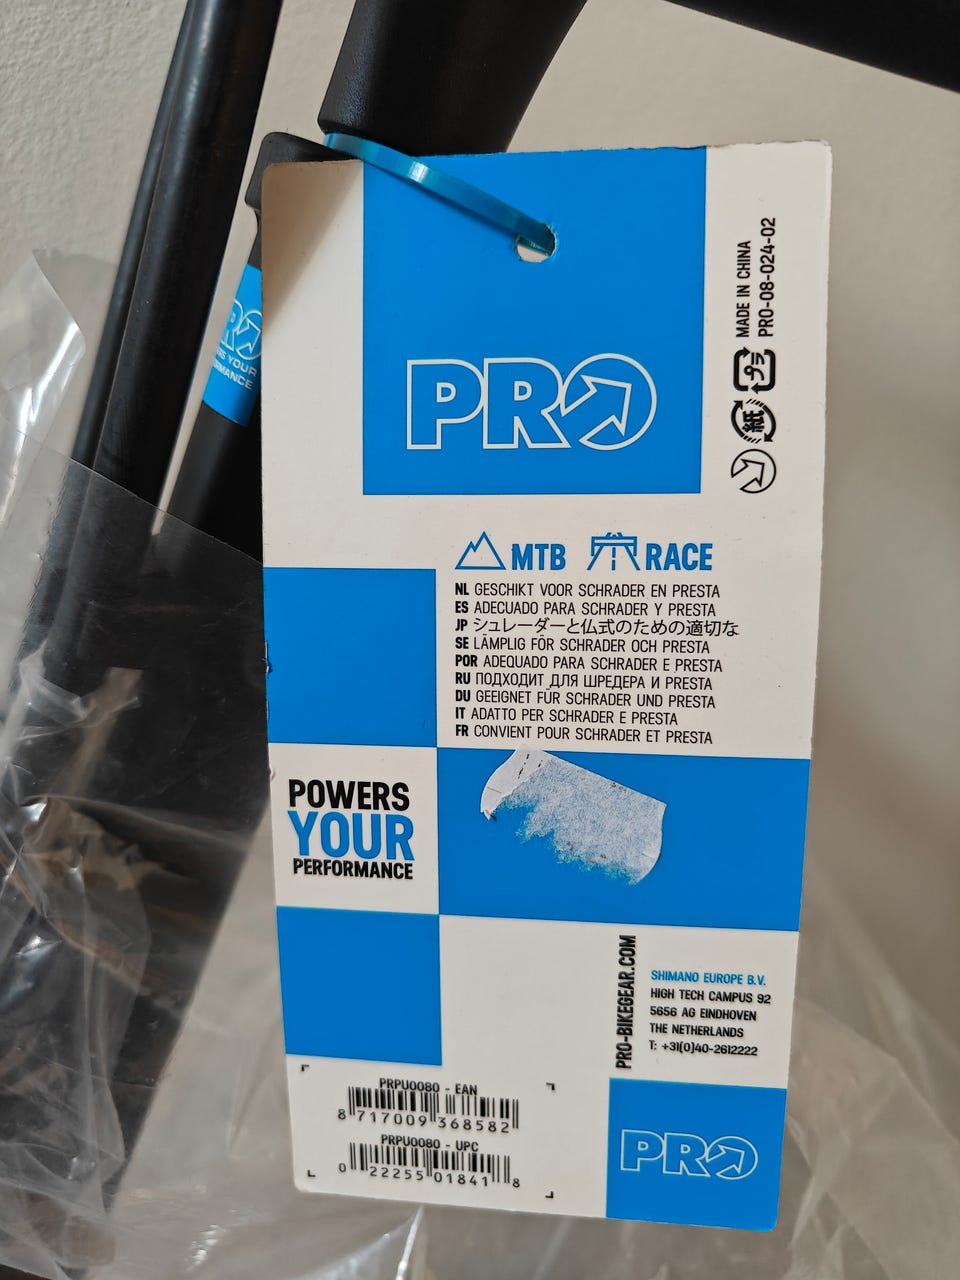 MADE IN CHINA
PRO-08-024-02
プラ
紙
PRO
MTB RACE
NL GESCHIKT VOOR SCHRADER EN PRESTA
ES ADECUADO PARA SCHRADER Y PRESTA
JP シュレーダーと仏式のための適切な
SE LÄMPLIG FÖR SCHRADER OCH PRESTA
POR ADEQUADO PARA SCHRADER E PRESTA
RU ПОДХОДИТ ДЛЯ ШРЕДЕРА И PRESTA
DU GEEIGNET FÜR SCHRADER UND PRESTA
IT ADATTO PER SCHRADER E PRESTA
FR CONVIENT POUR SCHRADER ET PRESTA
POWERS
YOUR
PERFORMANCE
PRO-BIKEGEAR.COM
SHIMANO EUROPE B.V.
HIGH TECH CAMPUS 92
5656 AG EINDHOVEN
THE NETHERLANDS
T: +31(0)40-2612222
PRPU0080 - EAN
8 717009 368582
PRPU0080 - UPC
0 22255 01841 8
PRO
YOUR